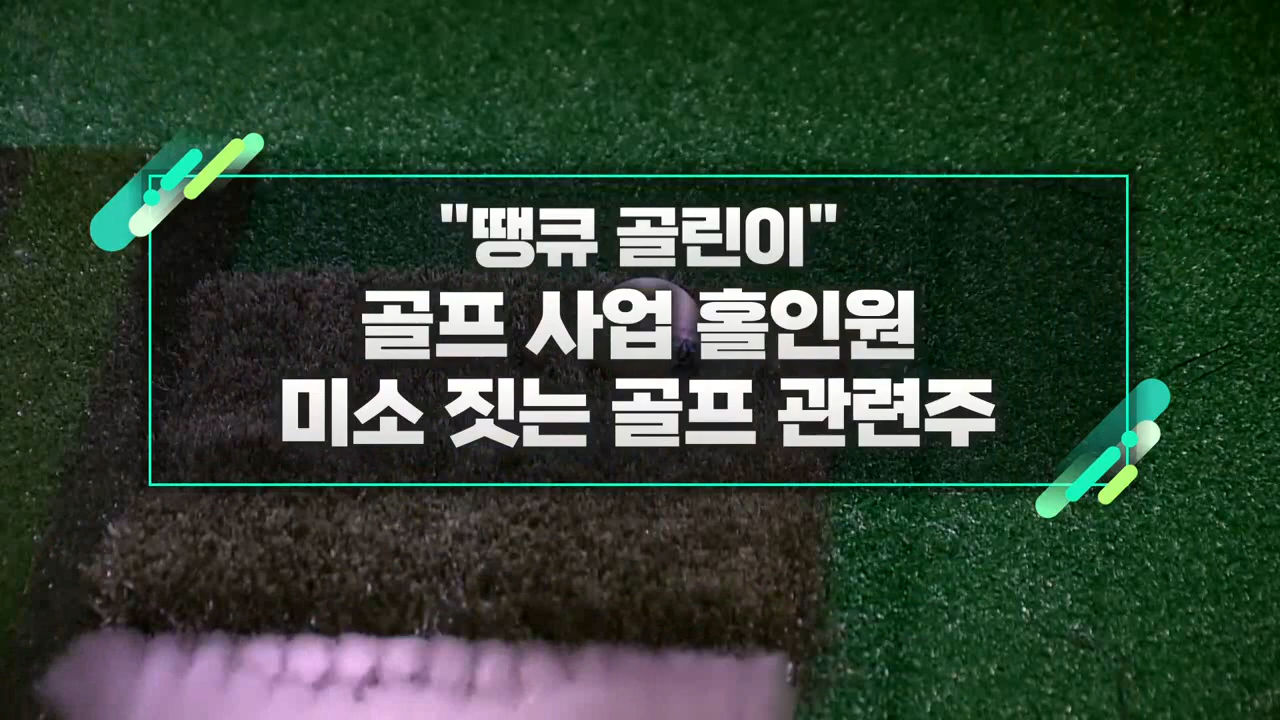 "땡큐 골린이"
골프 사업 홀인원
미소 짓는 골프 관련주